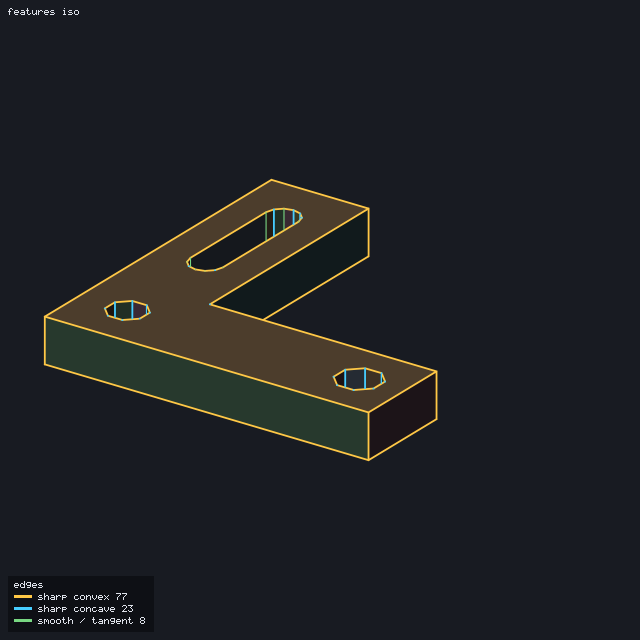 features iso
edges
sharp convex 77
sharp concave 23
smooth / tangent 8